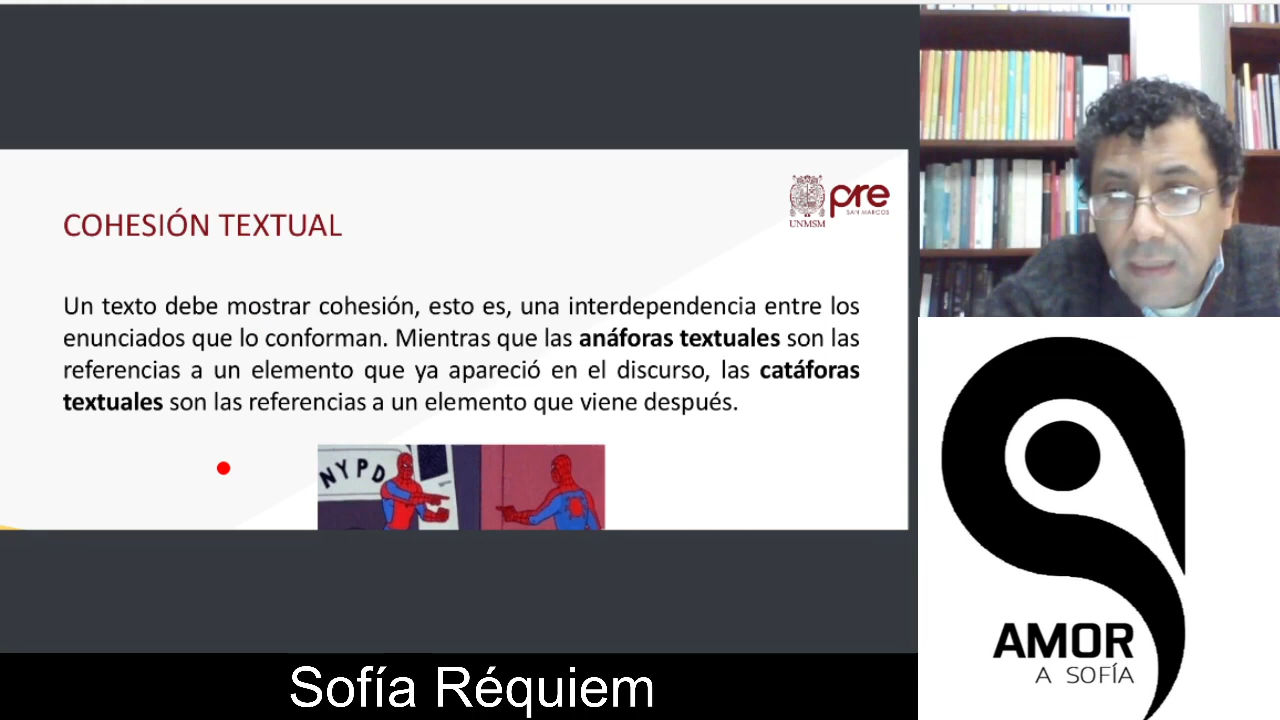 pre
SAN MARCOS
UNMSM
COHESIÓN TEXTUAL
Un texto debe mostrar cohesión, esto es, una interdependencia entre los
enunciados que lo conforman. Mientras que las anáforas textuales son las
referencias a un elemento que ya apareció en el discurso, las catáforas
textuales son las referencias a un elemento que viene después.
NYPD
AMOR
A SOFÍA
Sofía Réquiem